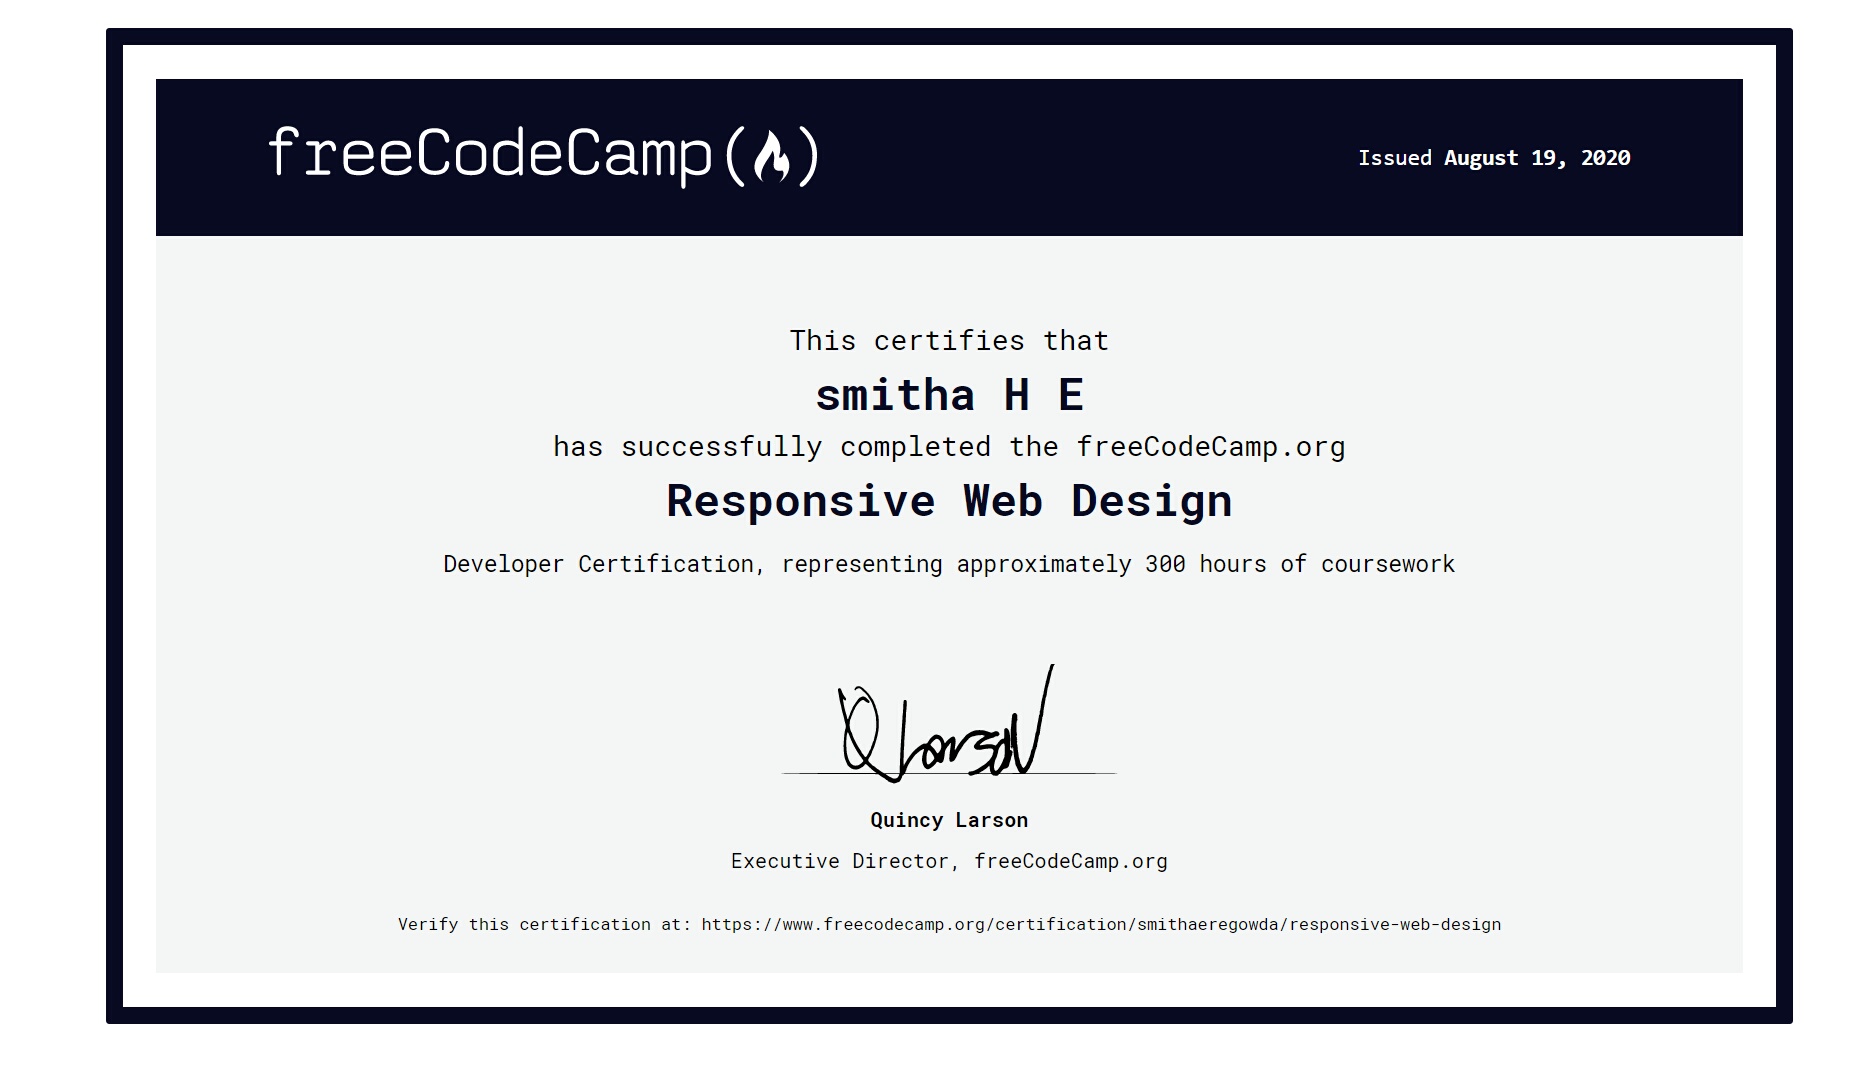 freeCodeCamp()
Issued August 19, 2020
This certifies that
smitha H E
has successfully completed the freeCodeCamp.org
Responsive Web Design
Developer Certification, representing approximately 300 hours of coursework
Q Larson
Quincy Larson
Executive Director, freeCodeCamp.org
Verify this certification at: https://www.freecodecamp.org/certification/smithaeregowda/responsive-web-design